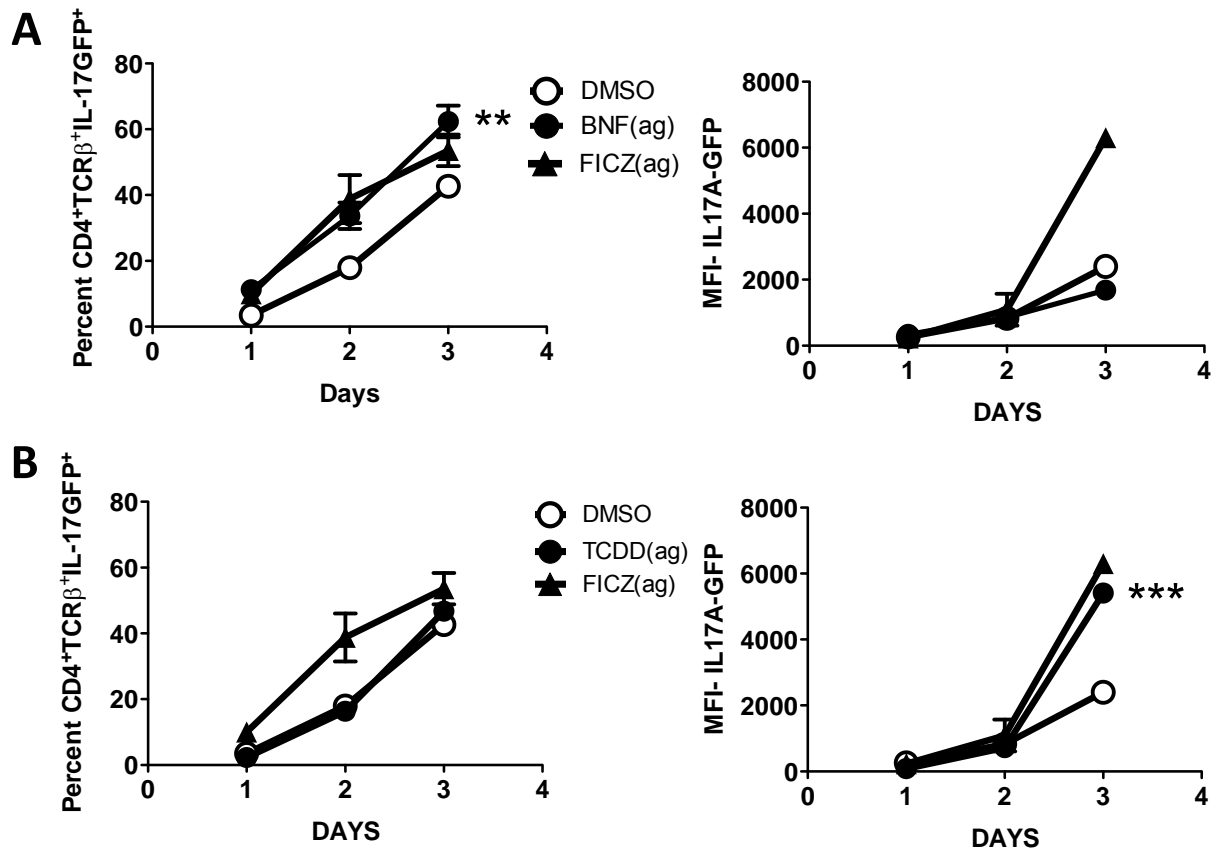 A
Percent CD4⁺TCRβ⁺IL-17GFP⁺
80
60
40
20
0
0 1 2 3 4
Days
**
DMSO
BNF(ag)
FICZ(ag)
MFI- IL17A-GFP
8000
6000
4000
2000
0
0 1 2 3 4
DAYS
B
Percent CD4⁺TCRβ⁺IL-17GFP⁺
80
60
40
20
0
0 1 2 3 4
DAYS
DMSO
TCDD(ag)
FICZ(ag)
MFI- IL17A-GFP
8000
6000
4000
2000
0
0 1 2 3 4
DAYS
***